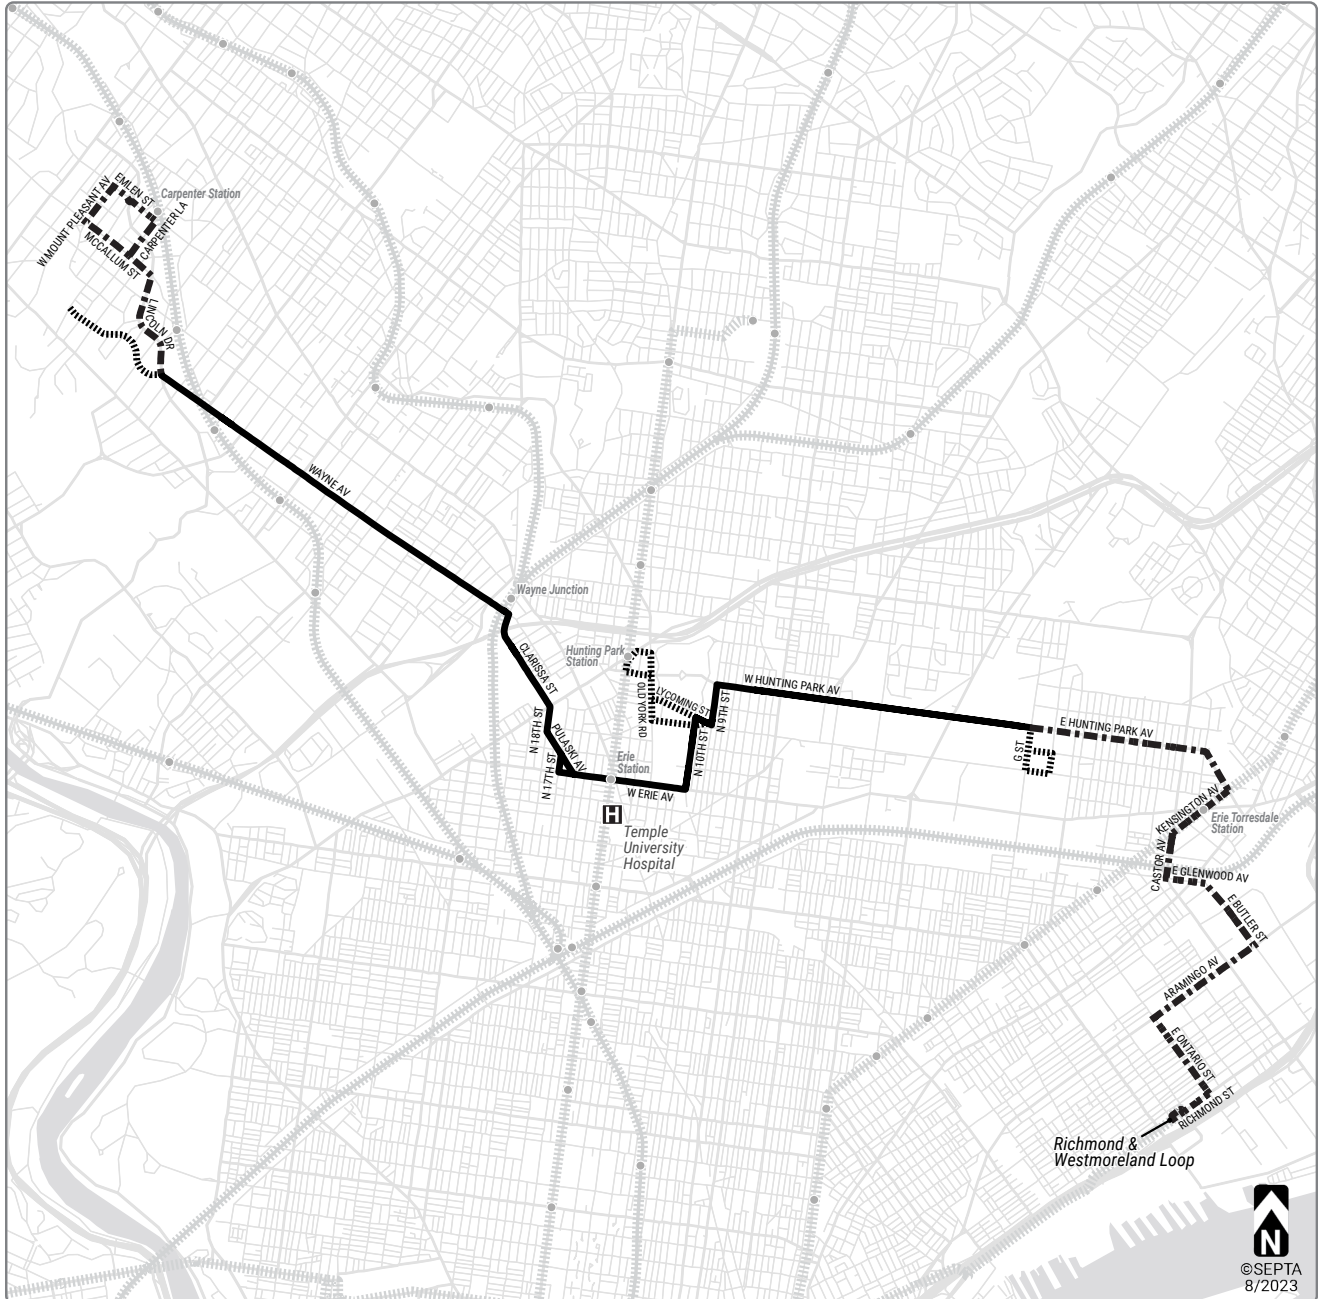 EMLEN ST
Carpenter Station
W MOUNT PLEASANT AV
CARPENTER LA
MCCALLUM ST
LINCOLN DR
WAYNE AV
Wayne Junction
CLARISSA ST
Hunting Park
Station
OLD YORK RD
LYCOMING ST
N 9TH ST
W HUNTING PARK AV
E HUNTING PARK AV
N 18TH ST
PULASKI AV
N 17TH ST
Erie
Station
N 10TH ST
W ERIE AV
G ST
H
Temple
University
Hospital
KENSINGTON AV
Erie Torresdale
Station
CASTOR AV
E GLENWOOD AV
E BUTLER ST
ARAMINGO AV
E ONTARIO ST
RICHMOND ST
Richmond &
Westmoreland Loop
N
©SEPTA
8/2023